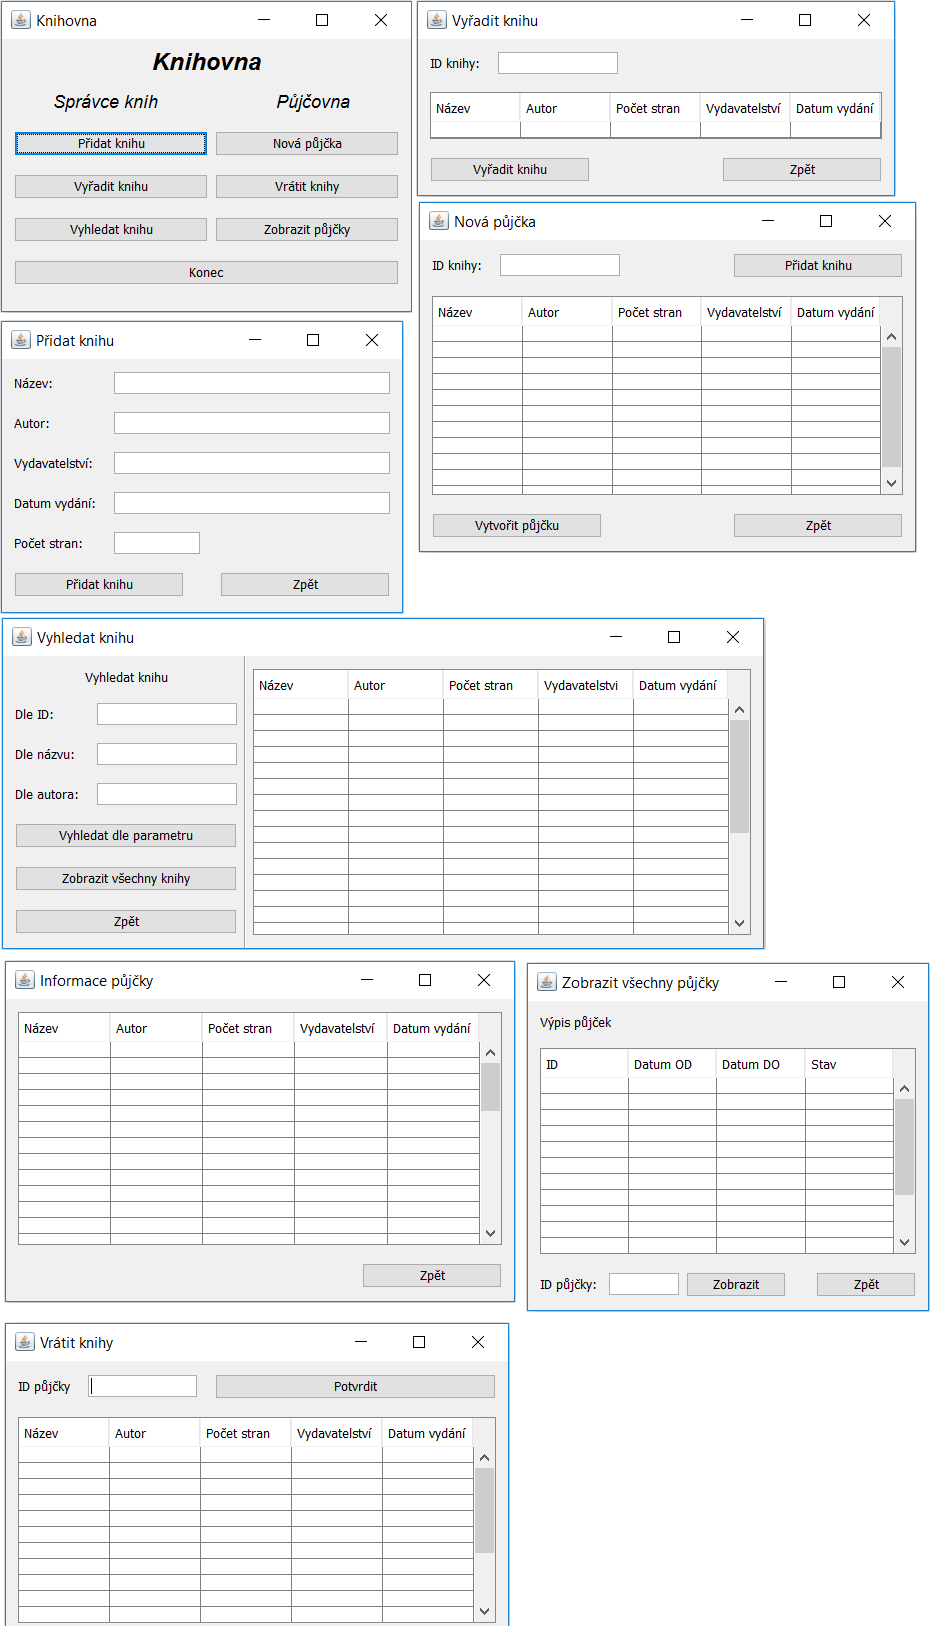 Knihovna
Knihovna
Správce knih Půjčovna
Přidat knihu Nová půjčka
Vyřadit knihu Vrátit knihy
Vyhledat knihu Zobrazit půjčky
Konec
Vyřadit knihu
ID knihy:
Název Autor Počet stran Vydavatelství Datum vydání
Vyřadit knihu Zpět
Nová půjčka
ID knihy: Přidat knihu
Název Autor Počet stran Vydavatelství Datum vydání
Vytvořit půjčku Zpět
Přidat knihu
Název:
Autor:
Vydavatelství:
Datum vydání:
Počet stran:
Přidat knihu Zpět
Vyhledat knihu
Vyhledat knihu
Dle ID:
Dle názvu:
Dle autora:
Vyhledat dle parametru
Zobrazit všechny knihy
Zpět
Název Autor Počet stran Vydavatelstvi Datum vydání
Informace půjčky
Název Autor Počet stran Vydavatelství Datum vydání
Zpět
Zobrazit všechny půjčky
Výpis půjček
ID Datum OD Datum DO Stav
ID půjčky: Zobrazit Zpět
Vrátit knihy
ID půjčky Potvrdit
Název Autor Počet stran Vydavatelství Datum vydání